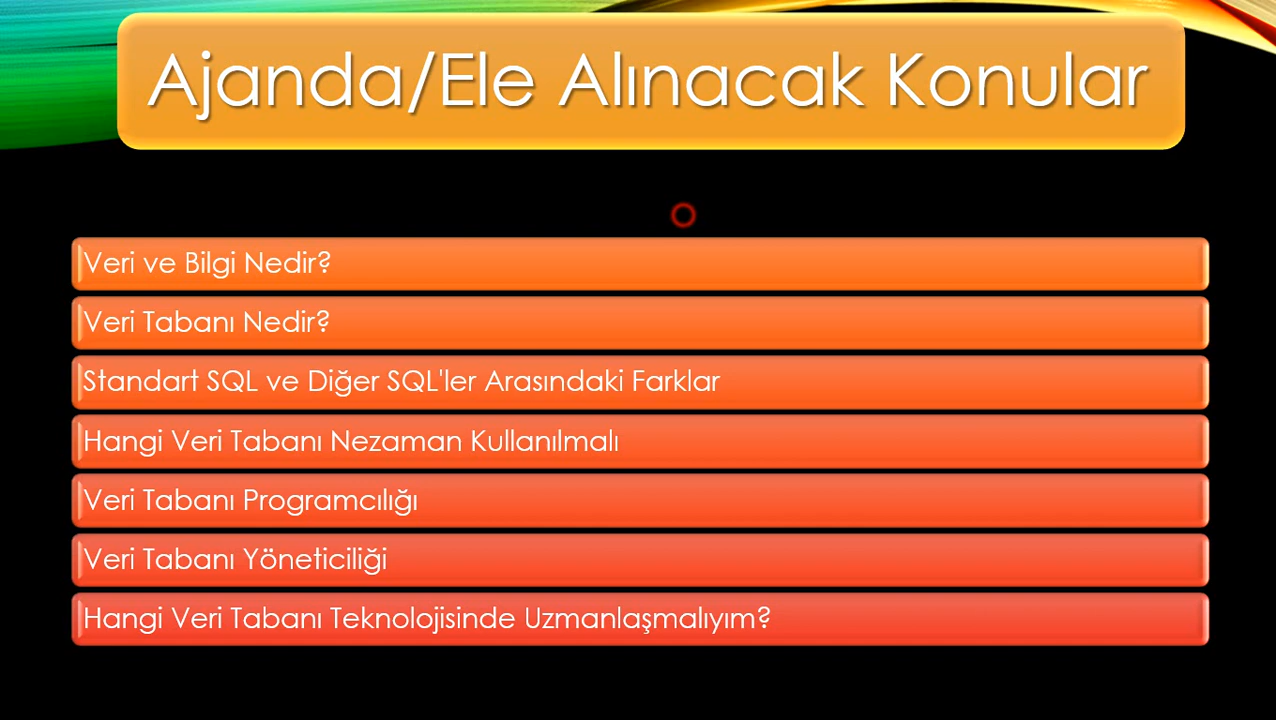 Ajanda/Ele Alınacak Konular
Veri ve Bilgi Nedir?
Veri Tabanı Nedir?
Standart SQL ve Diğer SQL'ler Arasındaki Farklar
Hangi Veri Tabanı Nezaman Kullanılmalı
Veri Tabanı Programcılığı
Veri Tabanı Yöneticiliği
Hangi Veri Tabanı Teknolojisinde Uzmanlaşmalıyım?